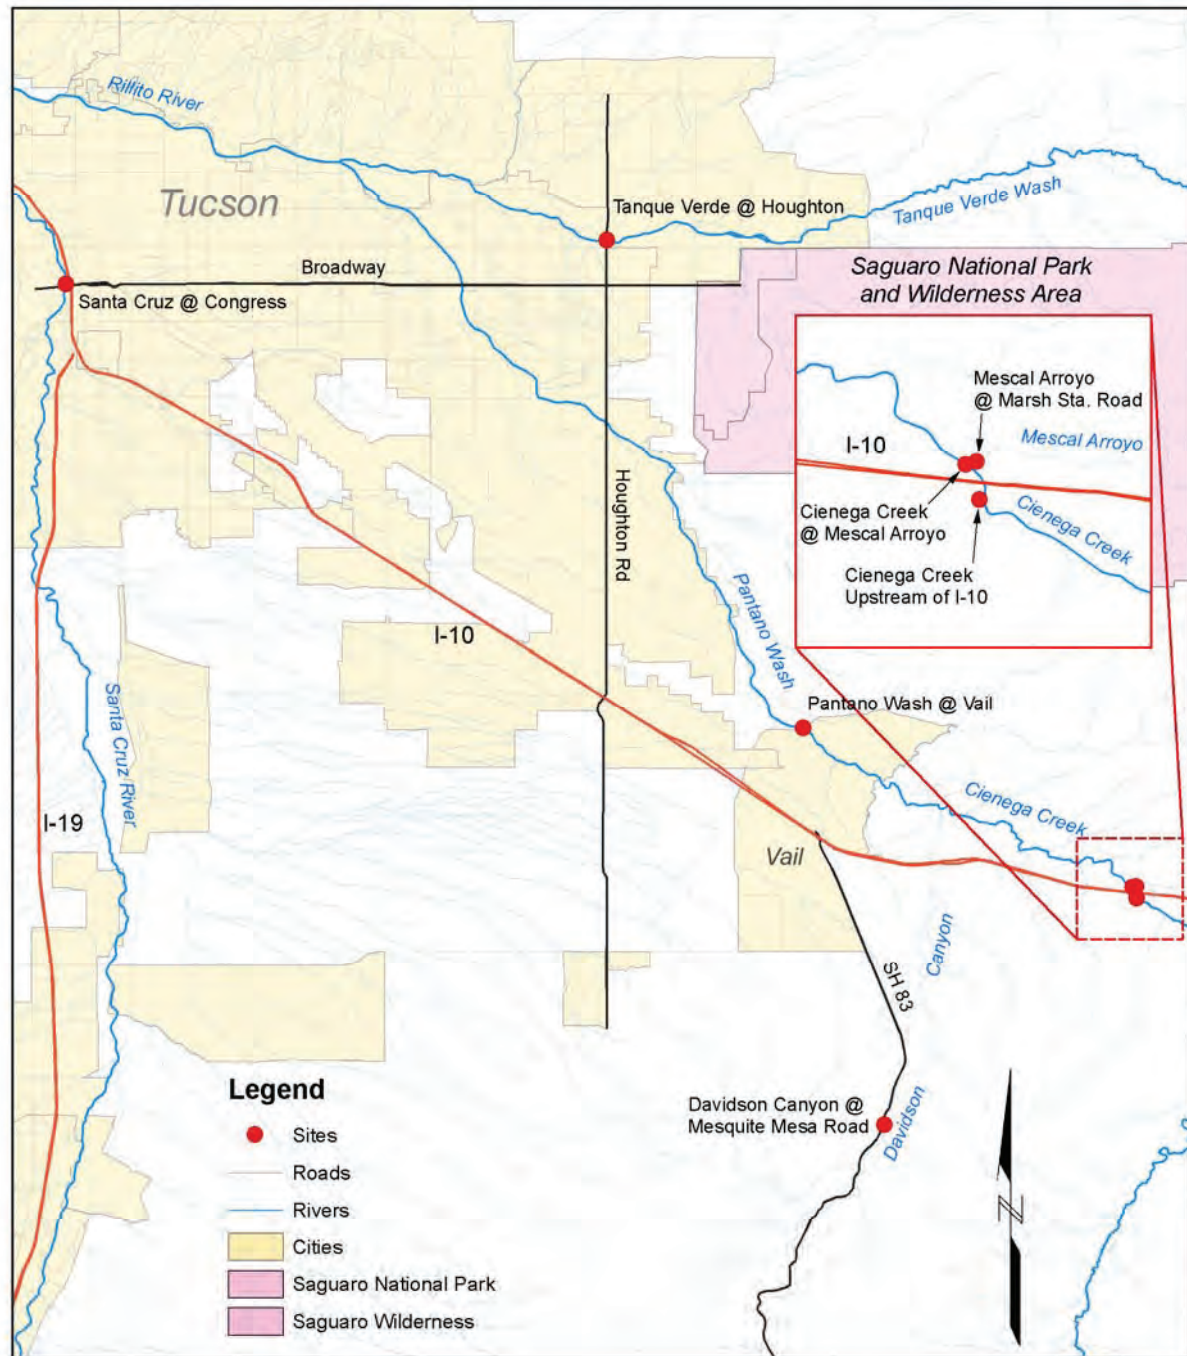 Rillito River
Tucson
Tanque Verde @ Houghton
Tanque Verde Wash
Broadway
Santa Cruz @ Congress
Saguaro National Park
and Wilderness Area
Mescal Arroyo
@ Marsh Sta. Road
Mescal Arroyo
I-10
Cienega Creek
@ Mescal Arroyo
Cienega Creek
Cienega Creek
Upstream of I-10
Houghton Rd
Pantano Wash
I-10
Santa Cruz River
Pantano Wash @ Vail
Cienega Creek
I-19
Vail
Canyon
SH 83
Davidson Canyon @
Mesquite Mesa Road
Davidson
Legend
Sites
Roads
Rivers
Cities
Saguaro National Park
Saguaro Wilderness
N